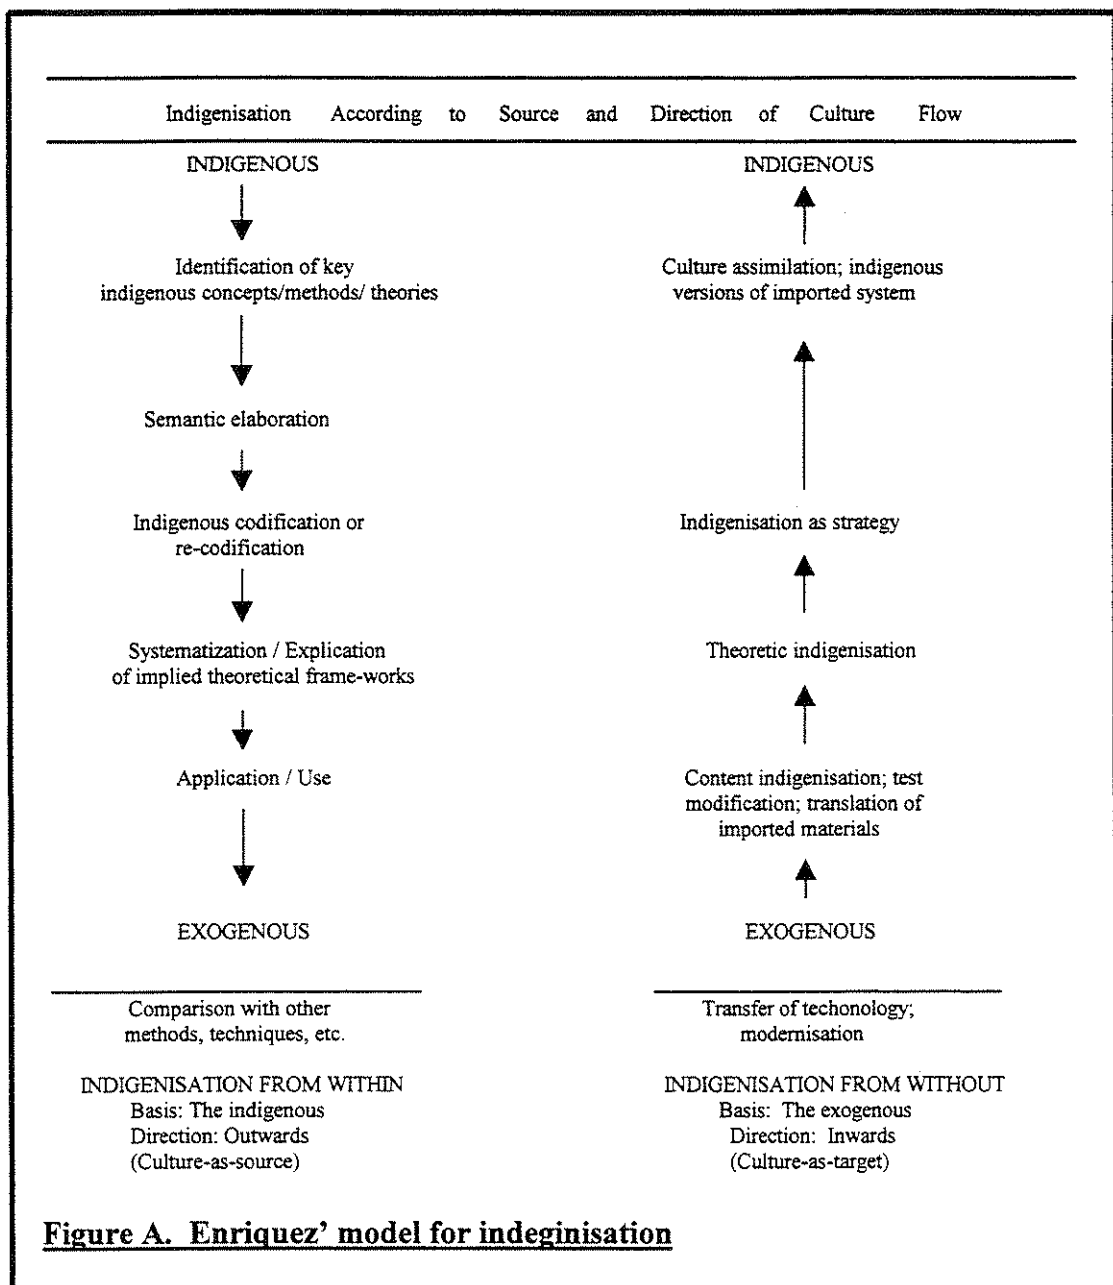 Indigenisation According to Source and Direction of Culture Flow
INDIGENOUS
Identification of key
indigenous concepts/methods/ theories
Semantic elaboration
Indigenous codification or
re-codification
Systematization / Explication
of implied theoretical frame-works
Application / Use
EXOGENOUS
Comparison with other
methods, techniques, etc.
INDIGENISATION FROM WITHIN
Basis: The indigenous
Direction: Outwards
(Culture-as-source)
INDIGENOUS
Culture assimilation; indigenous
versions of imported system
Indigenisation as strategy
Theoretic indigenisation
Content indigenisation; test
modification; translation of
imported materials
EXOGENOUS
Transfer of techonology;
modernisation
INDIGENISATION FROM WITHOUT
Basis: The exogenous
Direction: Inwards
(Culture-as-target)
Figure A. Enriquez' model for indeginisation